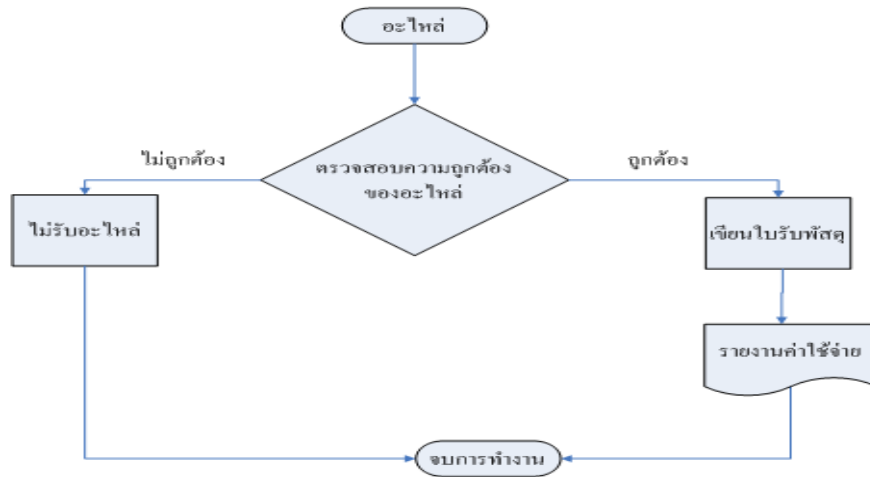 อะไหล่
ไม่ถูกต้อง
ถูกต้อง
ตรวจสอบความถูกต้อง
ของอะไหล่
ไม่รับอะไหล่
เขียนใบรับพัสดุ
รายงานค่าใช้จ่าย
จบการทำงาน